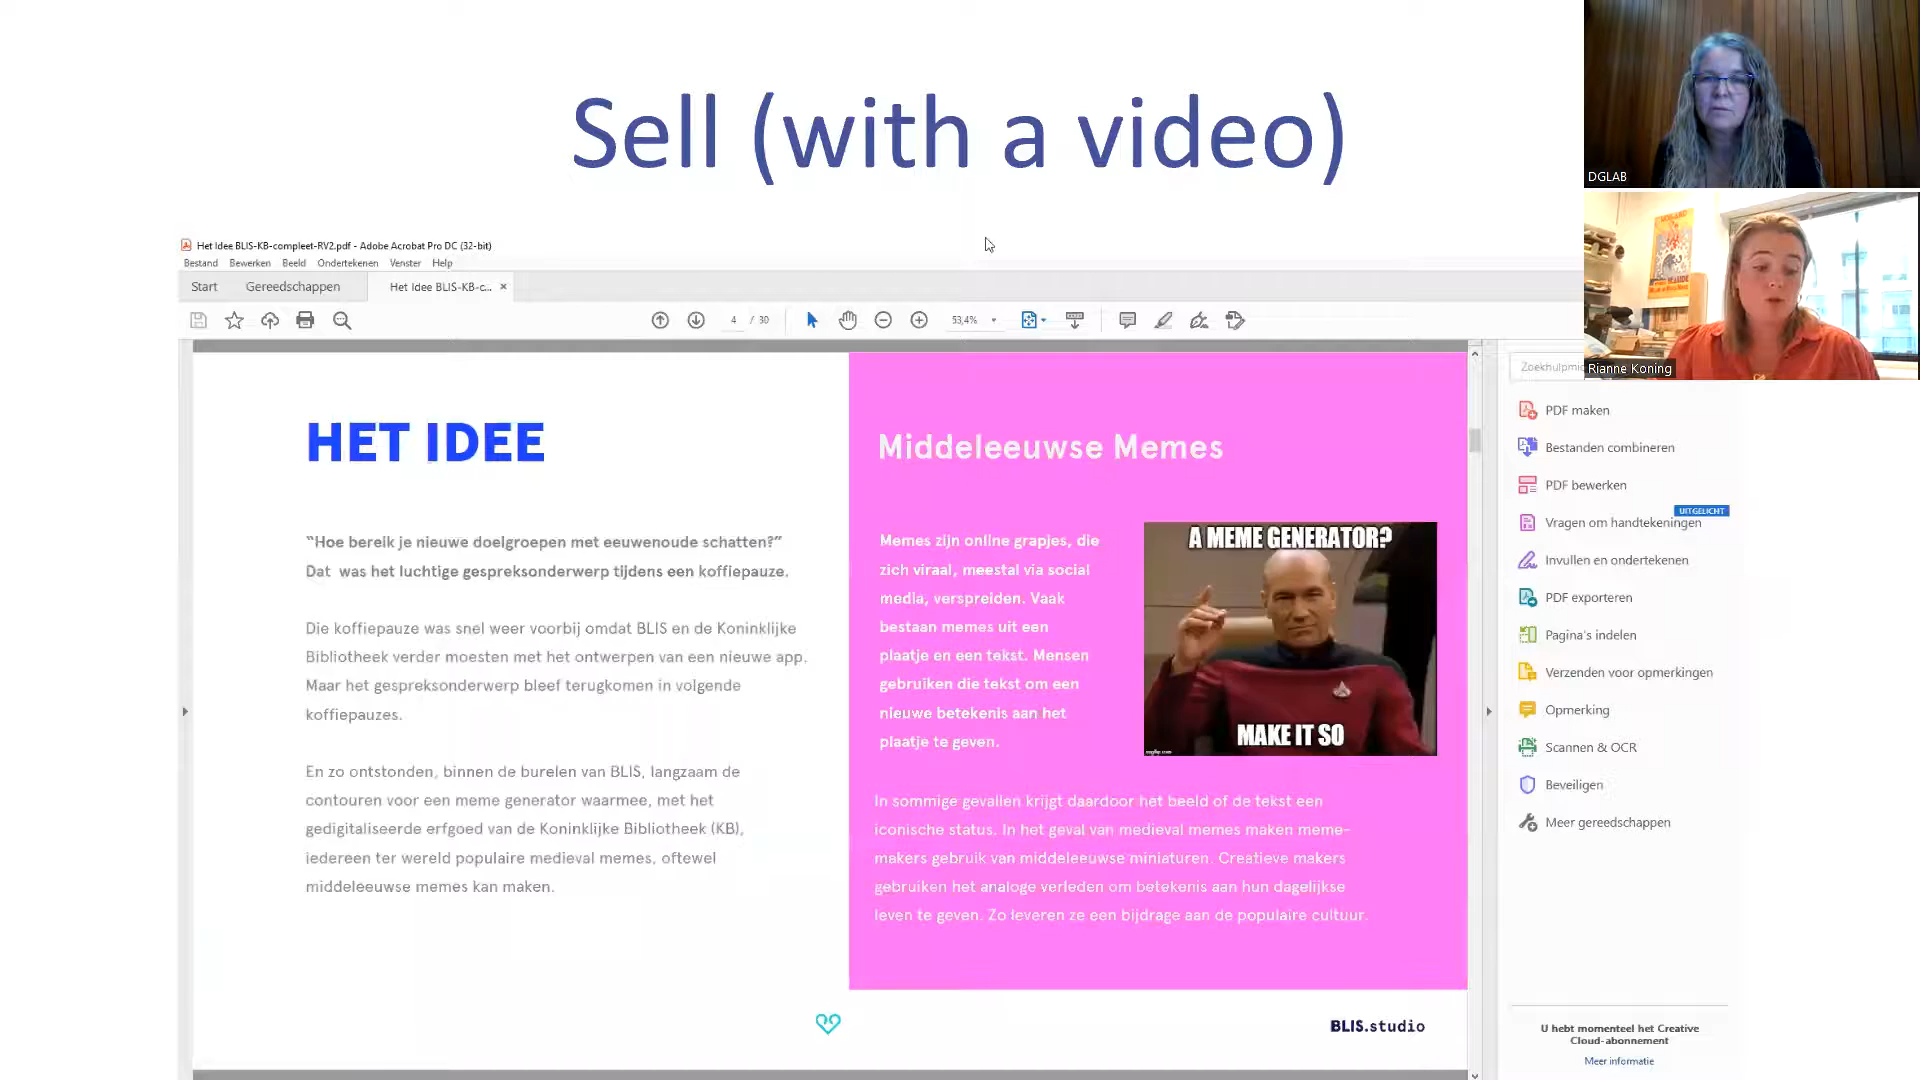 Sell (with a video)
DGLAB
Rianne Koning
Het Idee BLIS-KB-compleet-RV2.pdf - Adobe Acrobat Pro DC (32-bit)
Bestand Bewerken Beeld Ondertekenen Venster Help
Start Gereedschappen Het Idee BLIS-KB-c... ×
4 / 30 53,4%
HET IDEE
"Hoe bereik je nieuwe doelgroepen met eeuwenoude schatten?"
Dat was het luchtige gespreksonderwerp tijdens een koffiepauze.
Die koffiepauze was snel weer voorbij omdat BLIS en de Koninklijke
Bibliotheek verder moesten met het ontwerpen van een nieuwe app.
Maar het gespreksonderwerp bleef terugkomen in volgende
koffiepauzes.
En zo ontstonden, binnen de burelen van BLIS, langzaam de
contouren voor een meme generator waarmee, met het
gedigitaliseerde erfgoed van de Koninklijke Bibliotheek (KB),
iedereen ter wereld populaire medieval memes, oftewel
middeleeuwse memes kan maken.
Middeleeuwse Memes
Memes zijn online grapjes, die
zich viraal, meestal via social
media, verspreiden. Vaak
bestaan memes uit een
plaatje en een tekst. Mensen
gebruiken die tekst om een
nieuwe betekenis aan het
plaatje te geven.
A MEME GENERATOR?
MAKE IT SO
imgflip.com
In sommige gevallen krijgt daardoor het beeld of de tekst een
iconische status. In het geval van medieval memes maken meme-
makers gebruik van middeleeuwse miniaturen. Creatieve makers
gebruiken het analoge verleden om betekenis aan hun dagelijkse
leven te geven. Zo leveren ze een bijdrage aan de populaire cultuur.
BLIS.studio
Zoekhulpmi
PDF maken
Bestanden combineren
PDF bewerken
UITGELICHT
Vragen om handtekeningen
Invullen en ondertekenen
PDF exporteren
Pagina's indelen
Verzenden voor opmerkingen
Opmerking
Scannen & OCR
Beveiligen
Meer gereedschappen
U hebt momenteel het Creative
Cloud-abonnement
Meer informatie